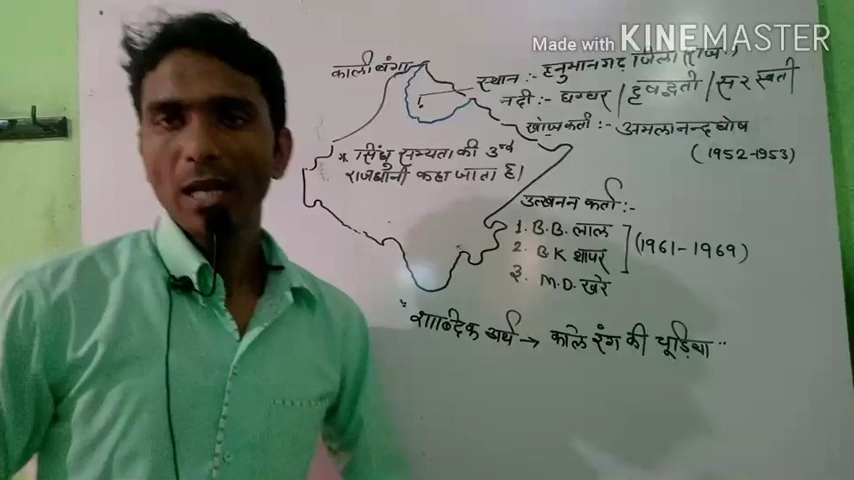 Made with KINEMASTER
काली बंगा
स्थान :- हनुमानगढ़ जिला (राज॰)
नदी :- घग्घर / दृषद्वती / सरस्वती
खोजकर्ता :- अमलानन्द घोष
(1952-1953)
* सिंधु सभ्यता की 3rd
राजधानी कहा जाता है।
उत्खनन कर्ता :-
1. B.B. लाल
2. B.K थापर
3. M.D. खरे
(1961-1969)
"शाब्दिक अर्थ → काले रंग की चूड़िया"